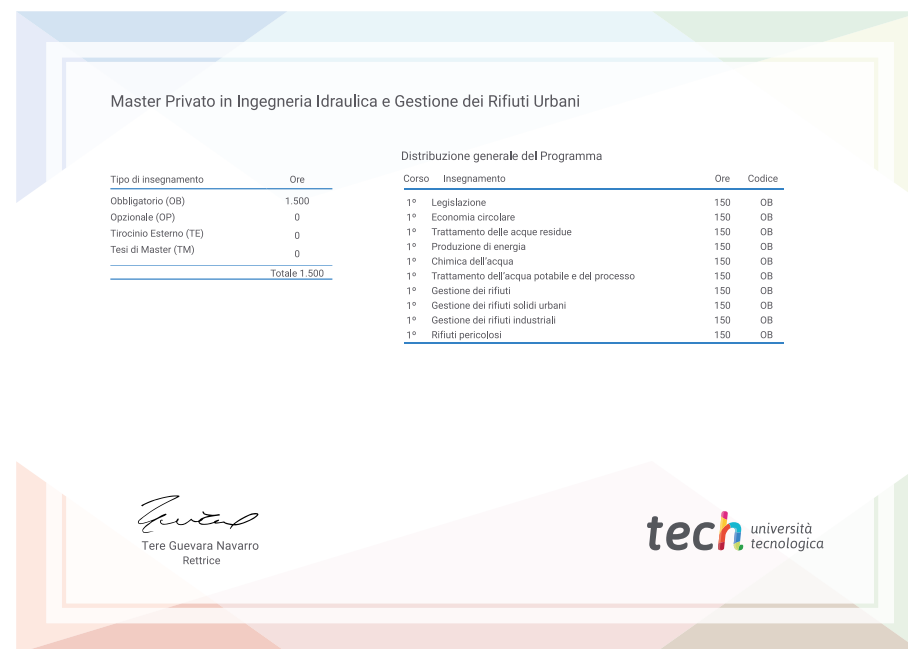 Master Privato in Ingegneria Idraulica e Gestione dei Rifiuti Urbani
Tipo di insegnamento Ore
Obbligatorio (OB) 1.500
Opzionale (OP) 0
Tirocinio Esterno (TE) 0
Tesi di Master (TM) 0
Totale 1.500
Distribuzione generale del Programma
Corso Insegnamento Ore Codice
1º Legislazione 150 OB
1º Economia circolare 150 OB
1º Trattamento delle acque residue 150 OB
1º Produzione di energia 150 OB
1º Chimica dell'acqua 150 OB
1º Trattamento dell'acqua potabile e del processo 150 OB
1º Gestione dei rifiuti 150 OB
1º Gestione dei rifiuti solidi urbani 150 OB
1º Gestione dei rifiuti industriali 150 OB
1º Rifiuti pericolosi 150 OB
Tere Guevara Navarro
Rettrice
tech università
tecnologica